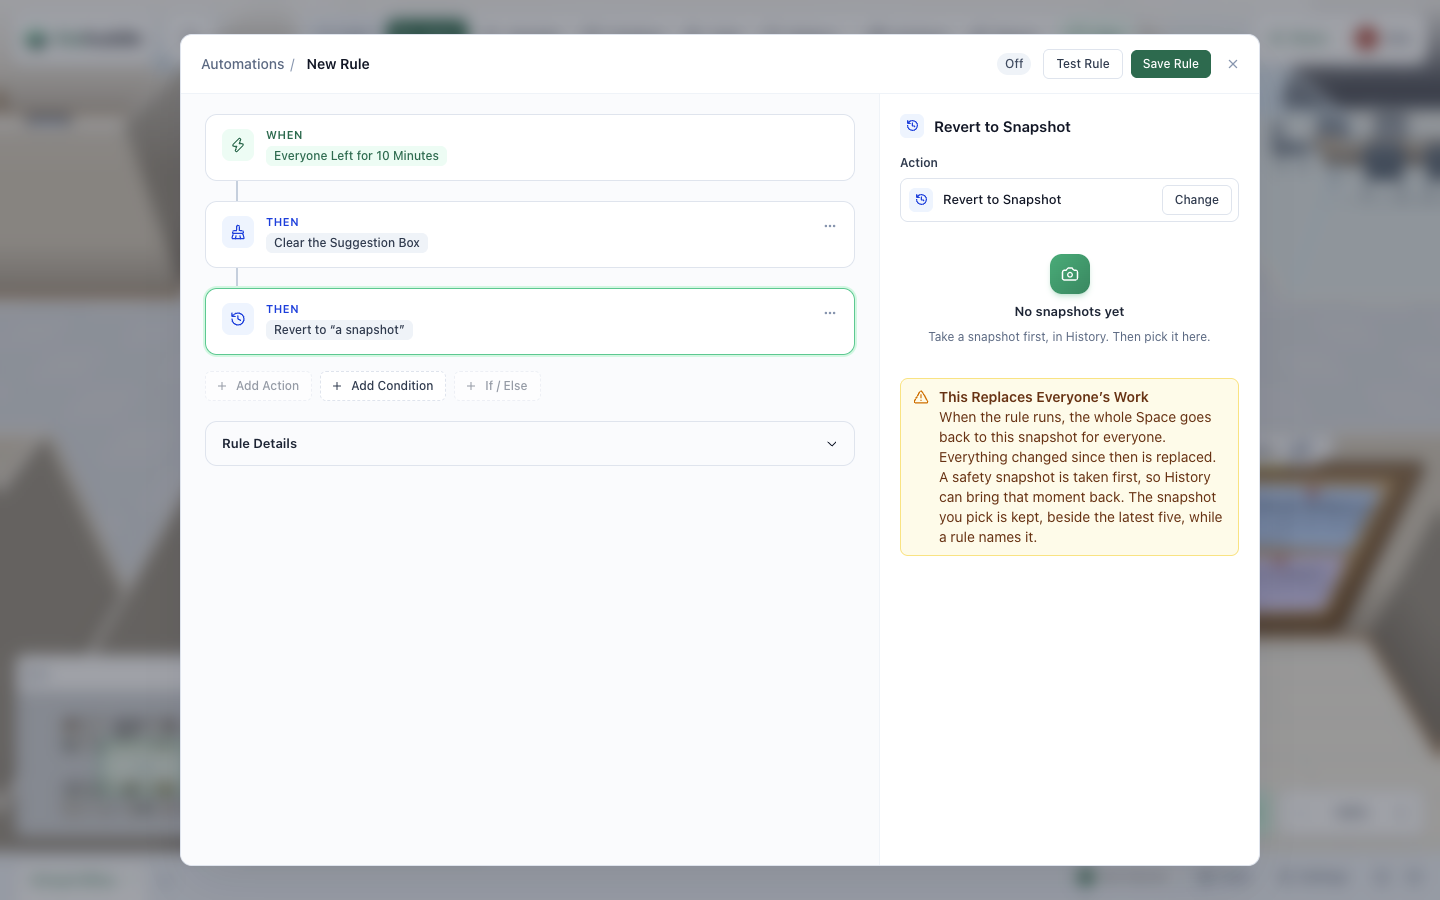 Automations / New Rule
Off
Test Rule
Save Rule
WHEN
Everyone Left for 10 Minutes
THEN
Clear the Suggestion Box
THEN
Revert to “a snapshot”
Add Action
Add Condition
If / Else
Rule Details
Revert to Snapshot
Action
Revert to Snapshot
Change
No snapshots yet
Take a snapshot first, in History. Then pick it here.
This Replaces Everyone’s Work
When the rule runs, the whole Space goes
back to this snapshot for everyone.
Everything changed since then is replaced.
A safety snapshot is taken first, so History
can bring that moment back. The snapshot
you pick is kept, beside the latest five, while
a rule names it.